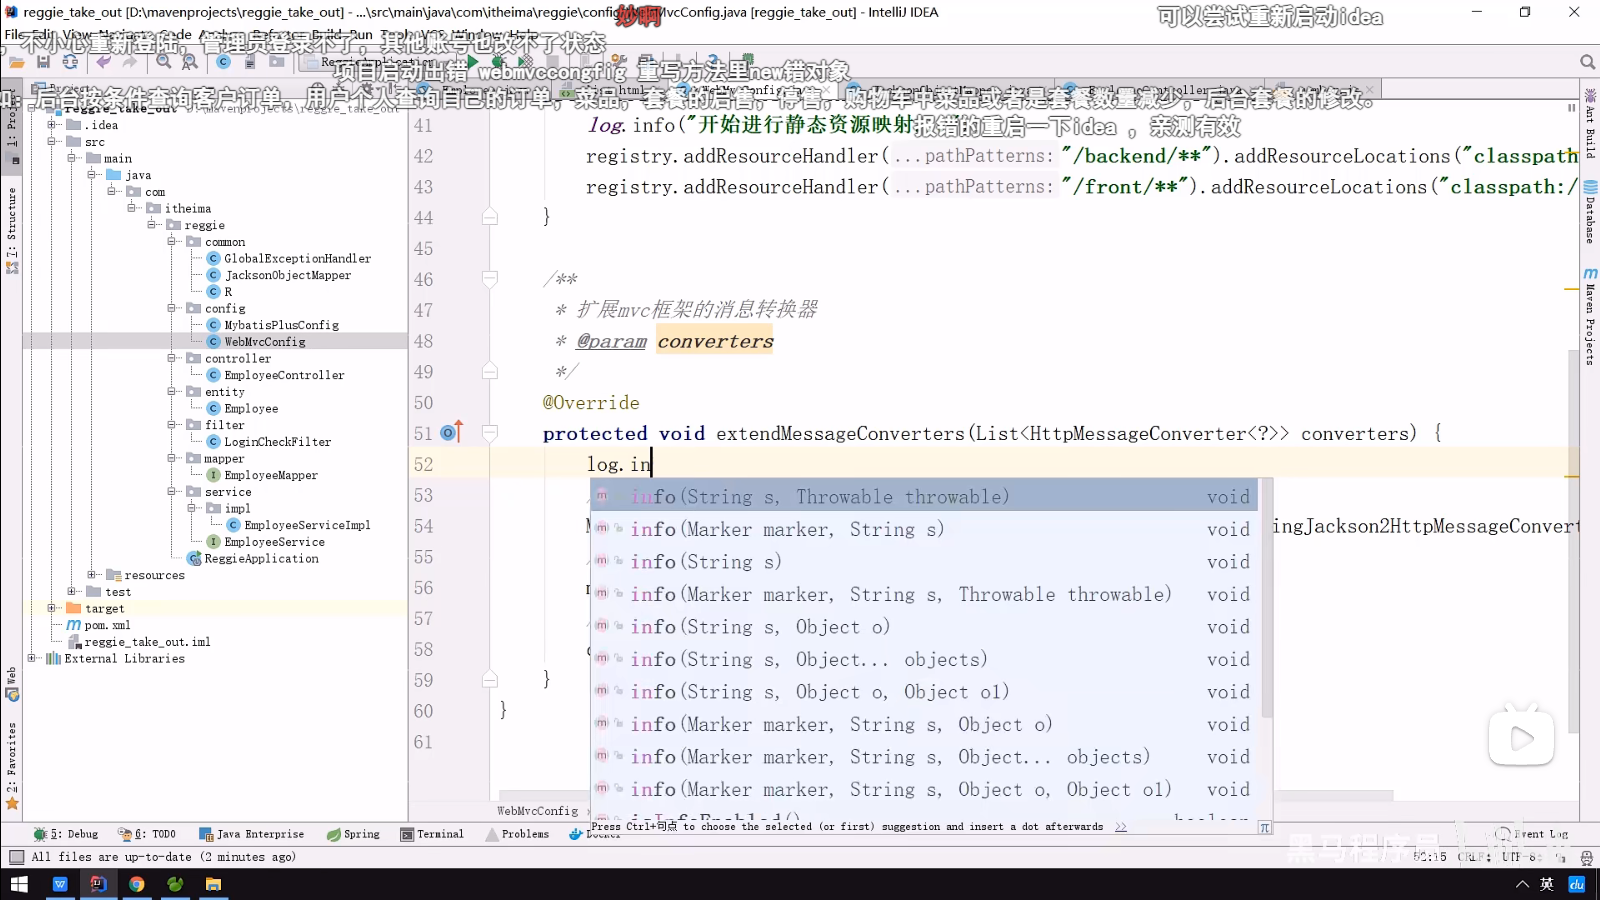 reggie_take_out [D:\mavenprojects\reggie_take_out] - ...\src\main\java\com\itheima\reggie\config\WebMvcConfig.java [reggie_take_out] - IntelliJ IDEA
妙啊
可以尝试重新启动idea
不小心重新登陆，管理员登录不了，其他账号也改不了状态
项目启动出错 webmvccongfig 重写方法里new错对象
后台按条件查询客户订单，用户个人查询自己的订单，菜品，套餐的启售，停售，购物车中菜品或者是套餐数量减少，后台套餐的修改。
报错的重启一下idea ，亲测有效
reggie_take_out D:\mavenprojects\reggie_take_out
.idea
src
main
java
com
itheima
reggie
common
GlobalExceptionHandler
JacksonObjectMapper
R
config
MybatisPlusConfig
WebMvcConfig
controller
EmployeeController
entity
Employee
filter
LoginCheckFilter
mapper
EmployeeMapper
service
impl
EmployeeServiceImpl
EmployeeService
ReggieApplication
resources
test
target
pom.xml
reggie_take_out.iml
External Libraries
41 log.info("开始进行静态资源映射
42 registry.addResourceHandler( ...pathPatterns: "/backend/**").addResourceLocations("classpath
43 registry.addResourceHandler( ...pathPatterns: "/front/**").addResourceLocations("classpath:/
44 }
45
46 /**
47 * 扩展mvc框架的消息转换器
48 * @param converters
49 */
50 @Override
51 protected void extendMessageConverters(List<HttpMessageConverter<?>> converters) {
52 log.in
53
54 ingJackson2HttpMessageConvert
55
56
57
58
59 }
60 }
61
info(String s, Throwable throwable) void
info(Marker marker, String s) void
info(String s) void
info(Marker marker, String s, Throwable throwable) void
info(String s, Object o) void
info(String s, Object... objects) void
info(String s, Object o, Object o1) void
info(Marker marker, String s, Object o) void
info(Marker marker, String s, Object... objects) void
info(Marker marker, String s, Object o, Object o1) void
isInfoEnabled() boolean
Press Ctrl+句点 to choose the selected (or first) suggestion and insert a dot afterwards >>
π
WebMvcConfig
1: Proj
7: Structure
Web
2: Favorites
Ant Build
Database
Maven Projects
5: Debug
6: TODO
Java Enterprise
Spring
Terminal
Problems
Docker
Event Log
All files are up-to-date (2 minutes ago)
52:15 CRLF: UTF-8:
黑马程序员
英
du